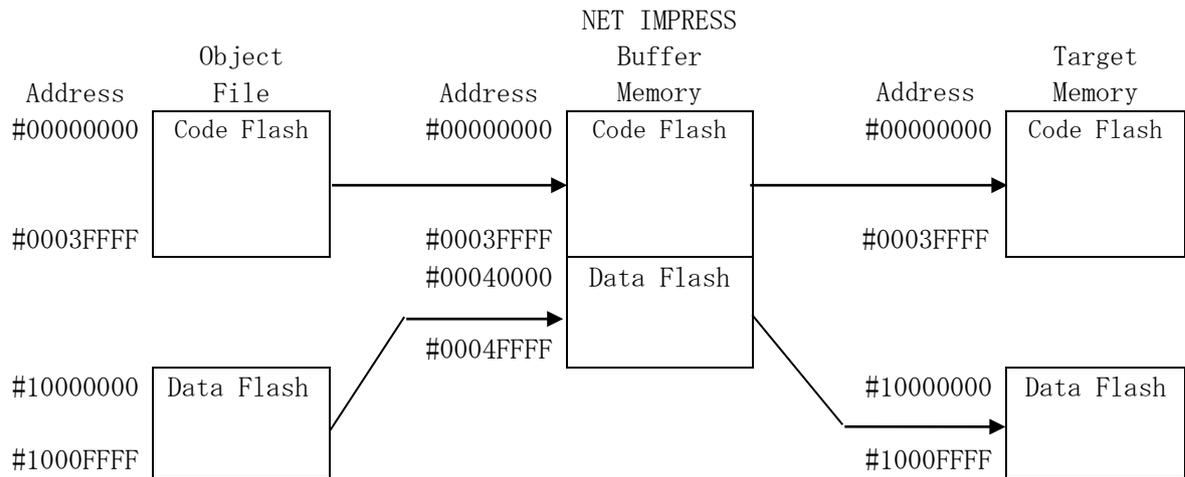 NET IMPRESS
Object Buffer Target
Address File Address Memory Address Memory
#00000000 Code Flash #00000000 Code Flash #00000000 Code Flash
#0003FFFF #0003FFFF #0003FFFF
#00040000 Data Flash
#0004FFFF
#10000000 Data Flash #10000000 Data Flash
#1000FFFF #1000FFFF